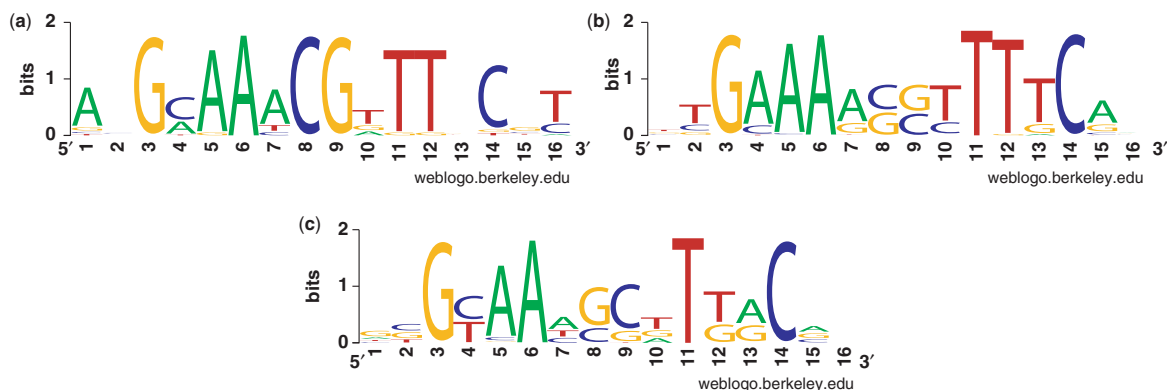 (a)
2
bits
1
0
A G C A A A C G T T T C T
5′ 1 2 3 4 5 6 7 8 9 10 11 12 13 14 15 16 3′
weblogo.berkeley.edu
(b)
2
bits
1
0
T G A A A A C G T T T T C A
5′ 1 2 3 4 5 6 7 8 9 10 11 12 13 14 15 16 3′
weblogo.berkeley.edu
(c)
2
bits
1
0
G C A A A G C T T T A C A
5′ 1 2 3 4 5 6 7 8 9 10 11 12 13 14 15 16 3′
weblogo.berkeley.edu